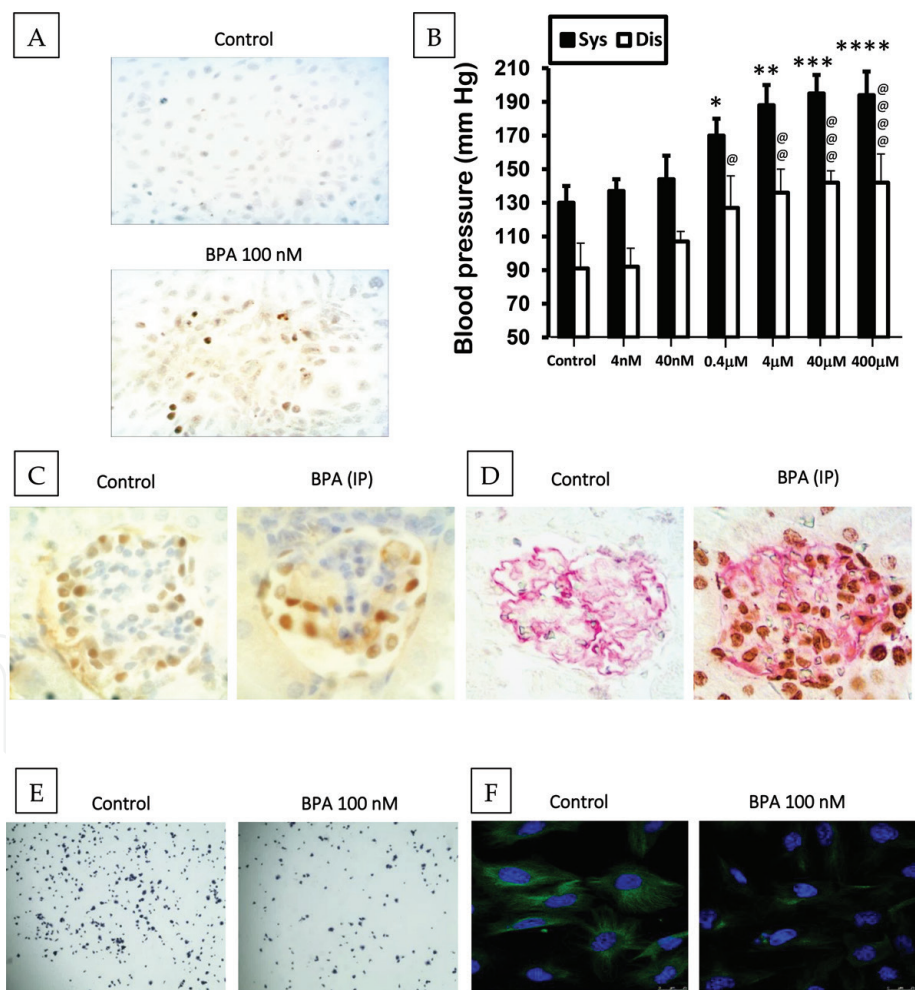 A
Control
BPA 100 nM
B
Sys Dis
Blood pressure (mm Hg)
210
190
170
150
130
110
90
70
50
* ** *** ****
@ @@ @@@ @@@@
Control 4nM 40nM 0.4µM 4µM 40µM 400µM
C
Control BPA (IP)
D
Control BPA (IP)
E
Control BPA 100 nM
F
Control BPA 100 nM